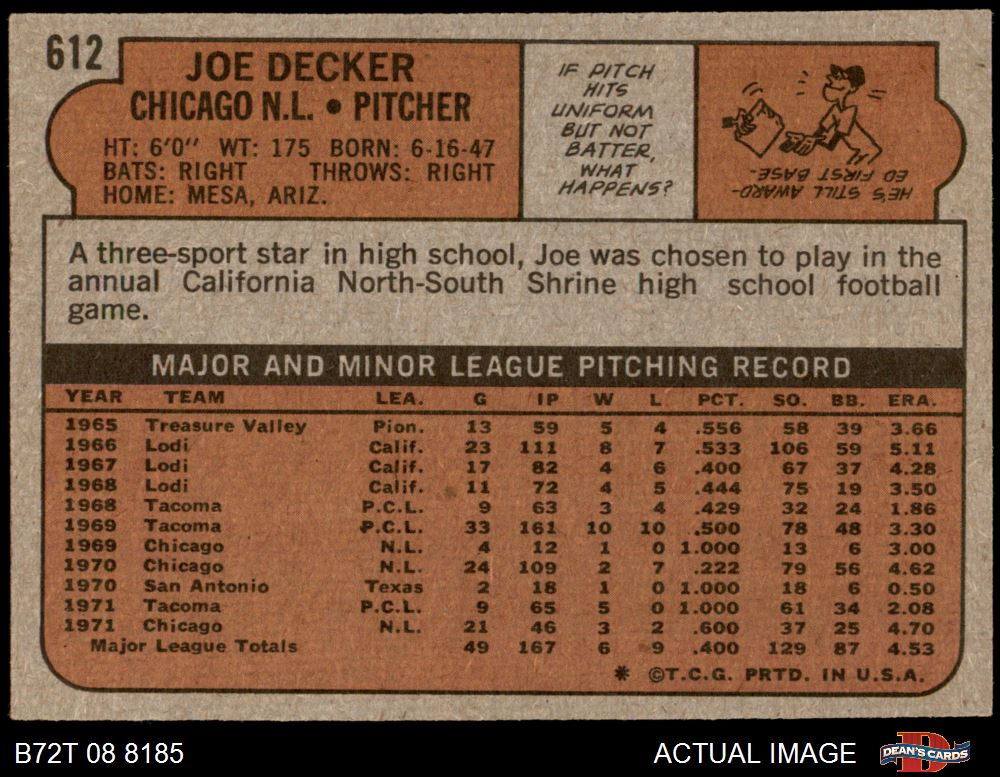 612
JOE DECKER
CHICAGO N.L. • PITCHER
HT: 6'0" WT: 175 BORN: 6-16-47
BATS: RIGHT THROWS: RIGHT
HOME: MESA, ARIZ.
IF PITCH
HITS
UNIFORM
BUT NOT
BATTER,
WHAT
HAPPENS?
HE'S STILL AWARD-
ED FIRST BASE.
A three-sport star in high school, Joe was chosen to play in the
annual California North-South Shrine high school football
game.
MAJOR AND MINOR LEAGUE PITCHING RECORD
YEAR TEAM LEA. G IP W L PCT. SO. BB. ERA.
1965 Treasure Valley Pion. 13 59 5 4 .556 58 39 3.66
1966 Lodi Calif. 23 111 8 7 .533 106 59 5.11
1967 Lodi Calif. 17 82 4 6 .400 67 37 4.28
1968 Lodi Calif. 11 72 4 5 .444 75 19 3.50
1968 Tacoma P.C.L. 9 63 3 4 .429 32 24 1.86
1969 Tacoma P.C.L. 33 161 10 10 .500 78 48 3.30
1969 Chicago N.L. 4 12 1 0 1.000 13 6 3.00
1970 Chicago N.L. 24 109 2 7 .222 79 56 4.62
1970 San Antonio Texas 2 18 1 0 1.000 18 6 0.50
1971 Tacoma P.C.L. 9 65 5 0 1.000 61 34 2.08
1971 Chicago N.L. 21 46 3 2 .600 37 25 4.70
Major League Totals 49 167 6 9 .400 129 87 4.53
* ©T.C.G. PRTD. IN U.S.A.
B72T 08 8185 ACTUAL IMAGE DEAN'S CARDS